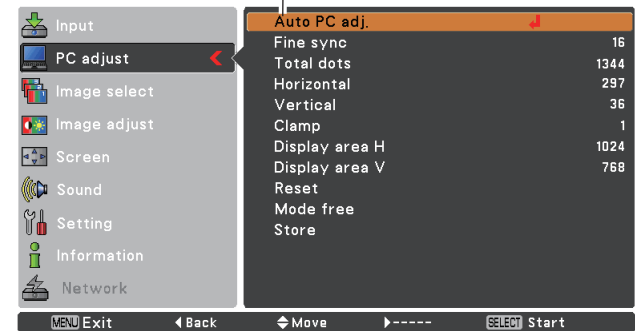 Input
PC adjust
Image select
Image adjust
Screen
Sound
Setting
Information
Network
Auto PC adj.
Fine sync 16
Total dots 1344
Horizontal 297
Vertical 36
Clamp 1
Display area H 1024
Display area V 768
Reset
Mode free
Store
MENU Exit ◀Back ◆Move ▶----- SELECT Start